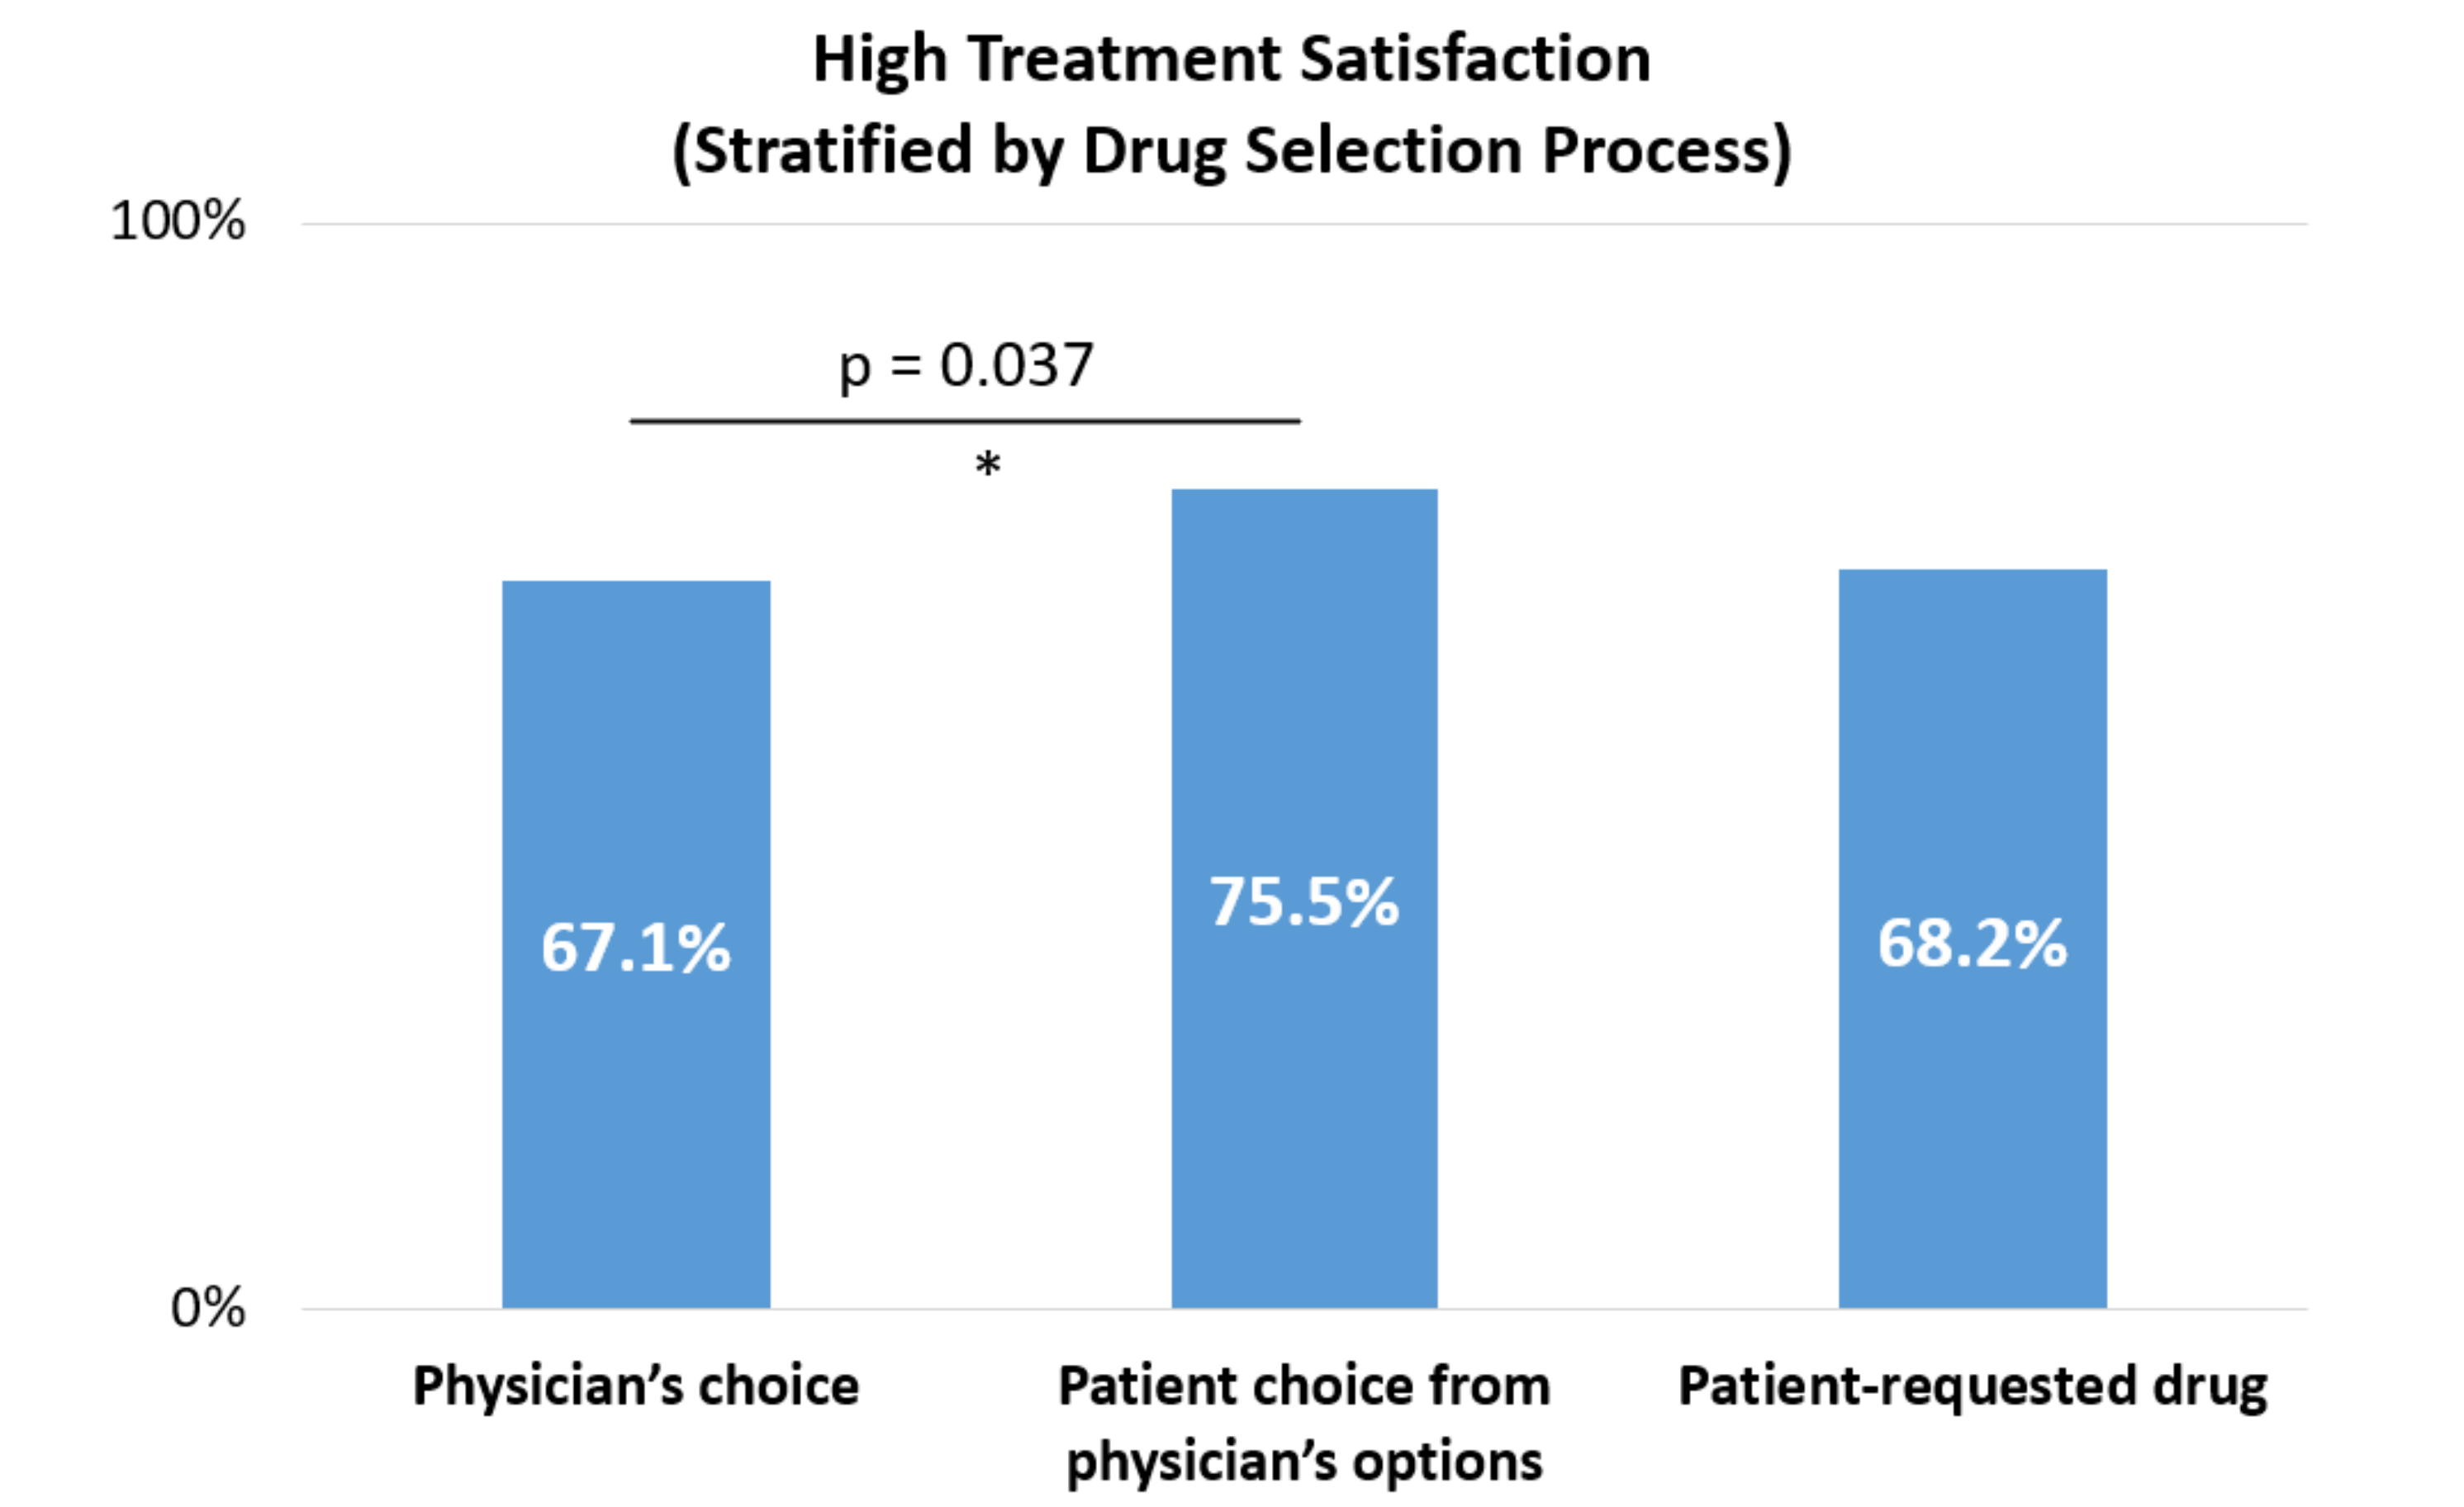 High Treatment Satisfaction
(Stratified by Drug Selection Process)
100%
p = 0.037
*
67.1%
75.5%
68.2%
0%
Physician’s choice
Patient choice from
physician’s options
Patient-requested drug